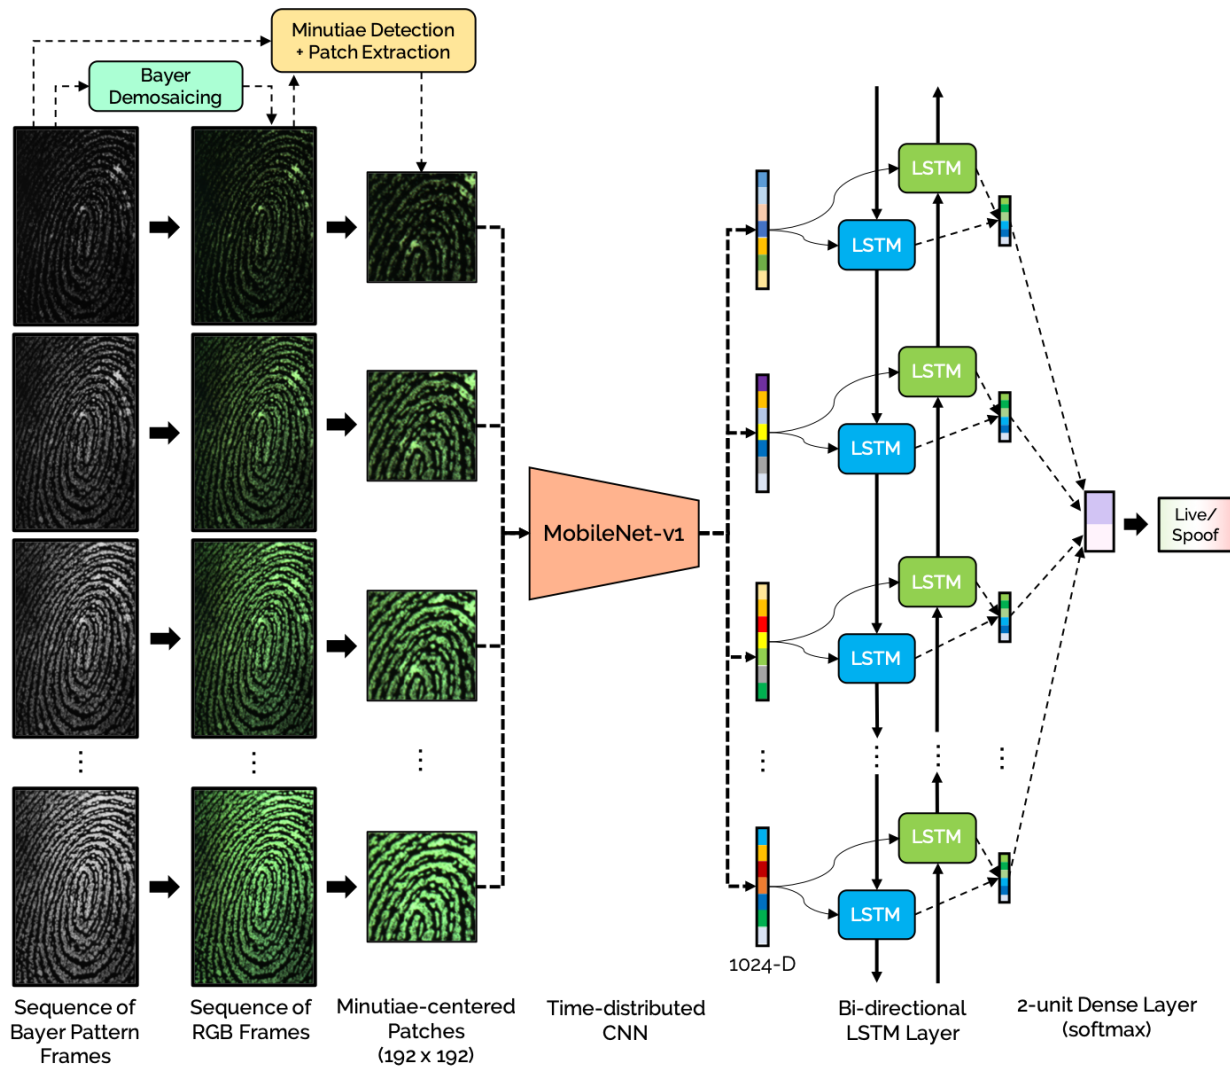 Minutiae Detection
+ Patch Extraction
Bayer
Demosaicing
LSTM
LSTM
LSTM
LSTM
MobileNet-v1
Live/
Spoof
LSTM
LSTM
LSTM
LSTM
1024-D
Sequence of
Bayer Pattern
Frames
Sequence of
RGB Frames
Minutiae-centered
Patches
(192 x 192)
Time-distributed
CNN
Bi-directional
LSTM Layer
2-unit Dense Layer
(softmax)